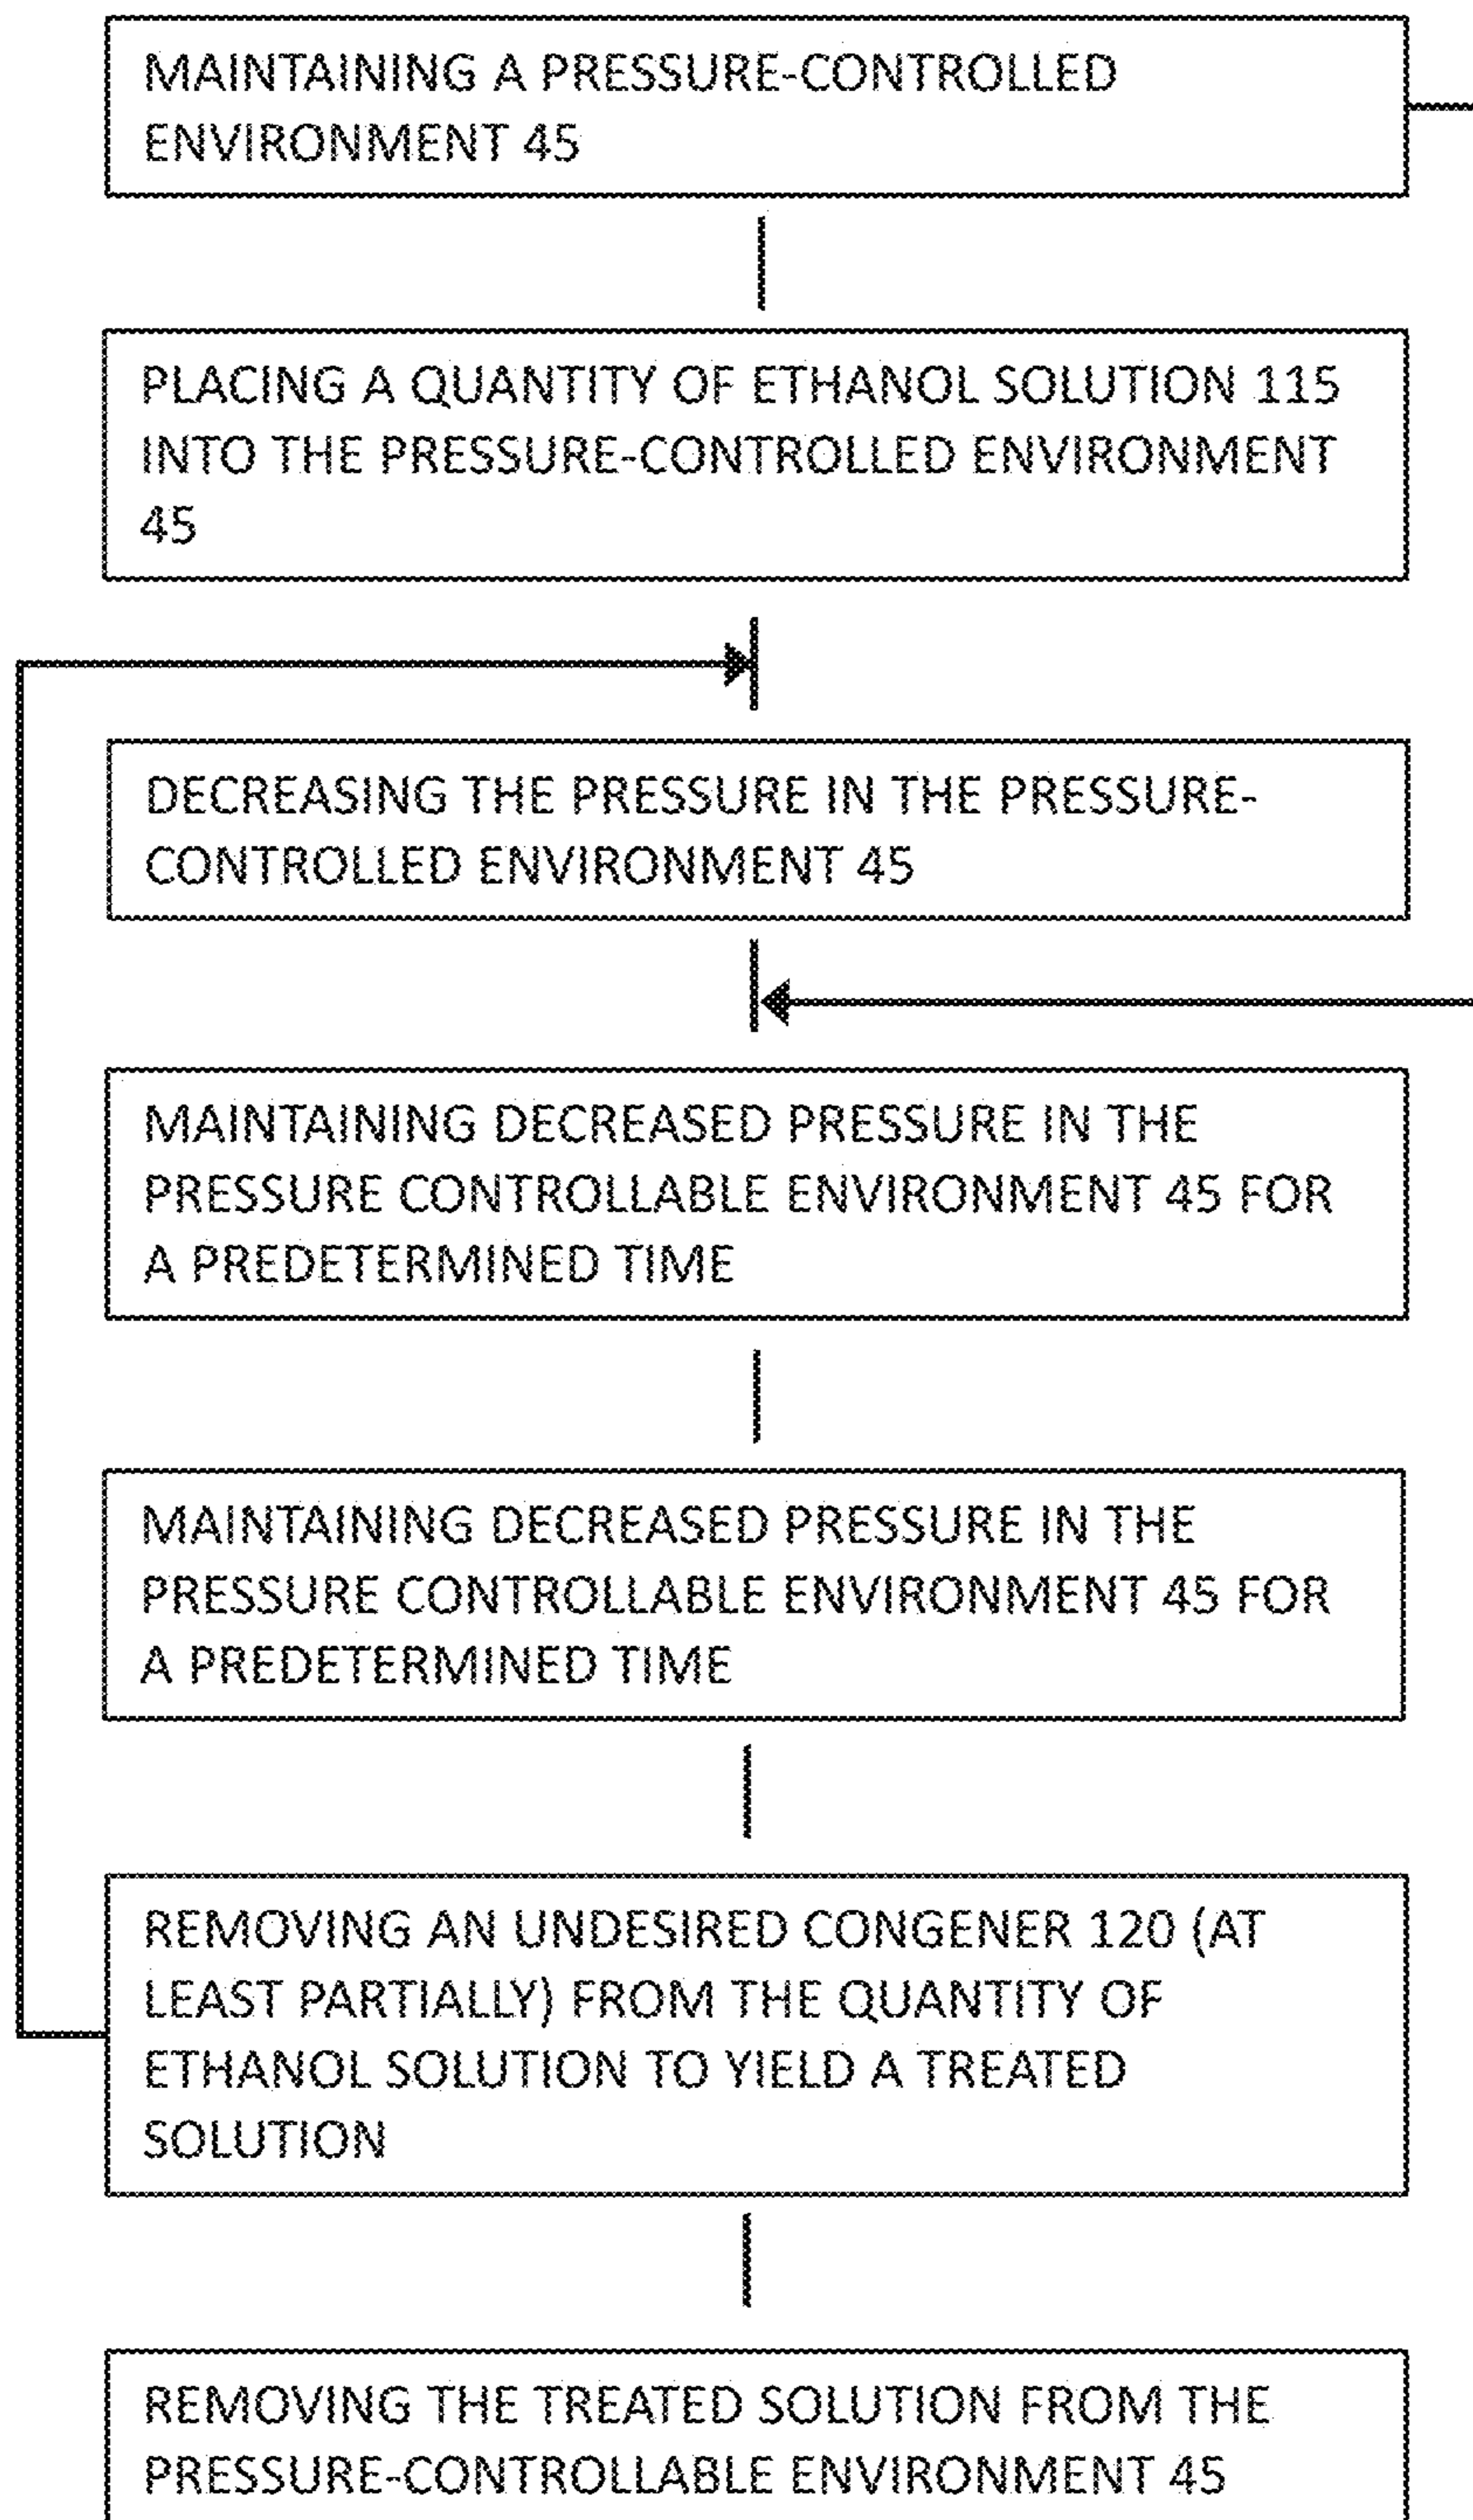 MAINTAINING A PRESSURE-CONTROLLED
ENVIRONMENT 45
PLACING A QUANTITY OF ETHANOL SOLUTION 115
INTO THE PRESSURE-CONTROLLED ENVIRONMENT
45
DECREASING THE PRESSURE IN THE PRESSURE-
CONTROLLED ENVIRONMENT 45
MAINTAINING DECREASED PRESSURE IN THE
PRESSURE CONTROLLABLE ENVIRONMENT 45 FOR
A PREDETERMINED TIME
MAINTAINING DECREASED PRESSURE IN THE
PRESSURE CONTROLLABLE ENVIRONMENT 45 FOR
A PREDETERMINED TIME
REMOVING AN UNDESIRED CONGENER 120 (AT
LEAST PARTIALLY) FROM THE QUANTITY OF
ETHANOL SOLUTION TO YIELD A TREATED
SOLUTION
REMOVING THE TREATED SOLUTION FROM THE
PRESSURE-CONTROLLABLE ENVIRONMENT 45